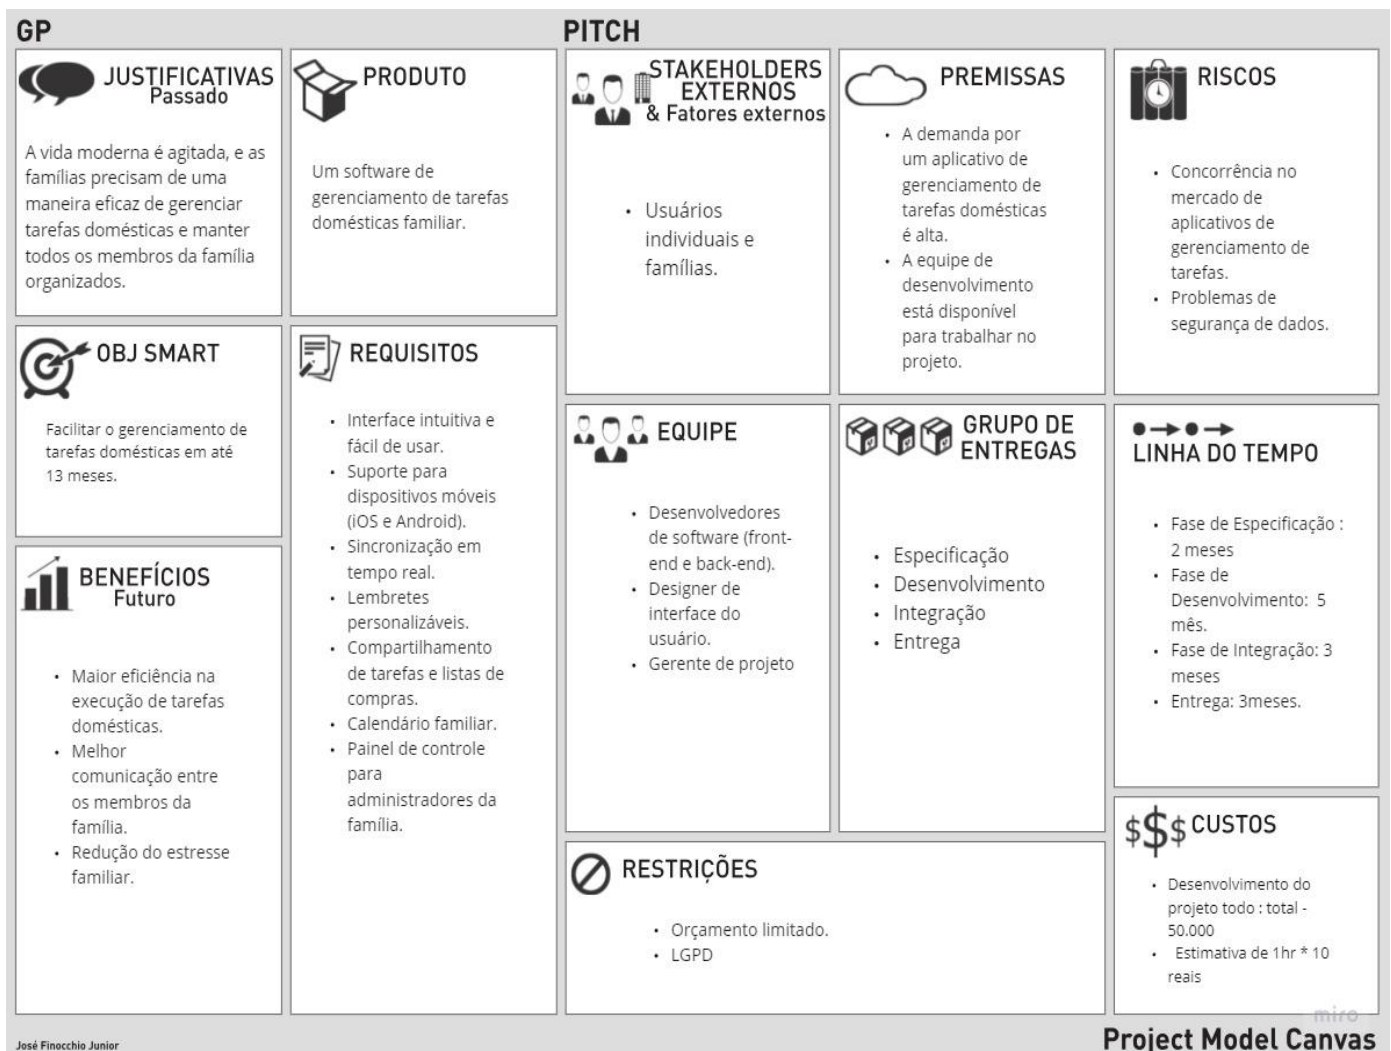 GP
PITCH
JUSTIFICATIVAS
Passado
A vida moderna é agitada, e as
famílias precisam de uma
maneira eficaz de gerenciar
tarefas domésticas e manter
todos os membros da família
organizados.
PRODUTO
Um software de
gerenciamento de tarefas
domésticas familiar.
STAKEHOLDERS
EXTERNOS
& Fatores externos
• Usuários
individuais e
famílias.
PREMISSAS
• A demanda por
um aplicativo de
gerenciamento de
tarefas domésticas
é alta.
• A equipe de
desenvolvimento
está disponível
para trabalhar no
projeto.
RISCOS
• Concorrência no
mercado de
aplicativos de
gerenciamento de
tarefas.
• Problemas de
segurança de dados.
OBJ SMART
Facilitar o gerenciamento de
tarefas domésticas em até
13 meses.
REQUISITOS
• Interface intuitiva e
fácil de usar.
• Suporte para
dispositivos móveis
(iOS e Android).
• Sincronização em
tempo real.
• Lembretes
personalizáveis.
• Compartilhamento
de tarefas e listas de
compras.
• Calendário familiar.
• Painel de controle
para
administradores da
família.
EQUIPE
• Desenvolvedores
de software (front-
end e back-end).
• Designer de
interface do
usuário.
• Gerente de projeto
GRUPO DE
ENTREGAS
• Especificação
• Desenvolvimento
• Integração
• Entrega
LINHA DO TEMPO
• Fase de Especificação :
2 meses
• Fase de
Desenvolvimento: 5
mês.
• Fase de Integração: 3
meses
• Entrega: 3meses.
BENEFÍCIOS
Futuro
• Maior eficiência na
execução de tarefas
domésticas.
• Melhor
comunicação entre
os membros da
família.
• Redução do estresse
familiar.
RESTRIÇÕES
• Orçamento limitado.
• LGPD
$$$ CUSTOS
• Desenvolvimento do
projeto todo : total -
50.000
• Estimativa de 1hr * 10
reais
miro
José Finocchio Junior
Project Model Canvas